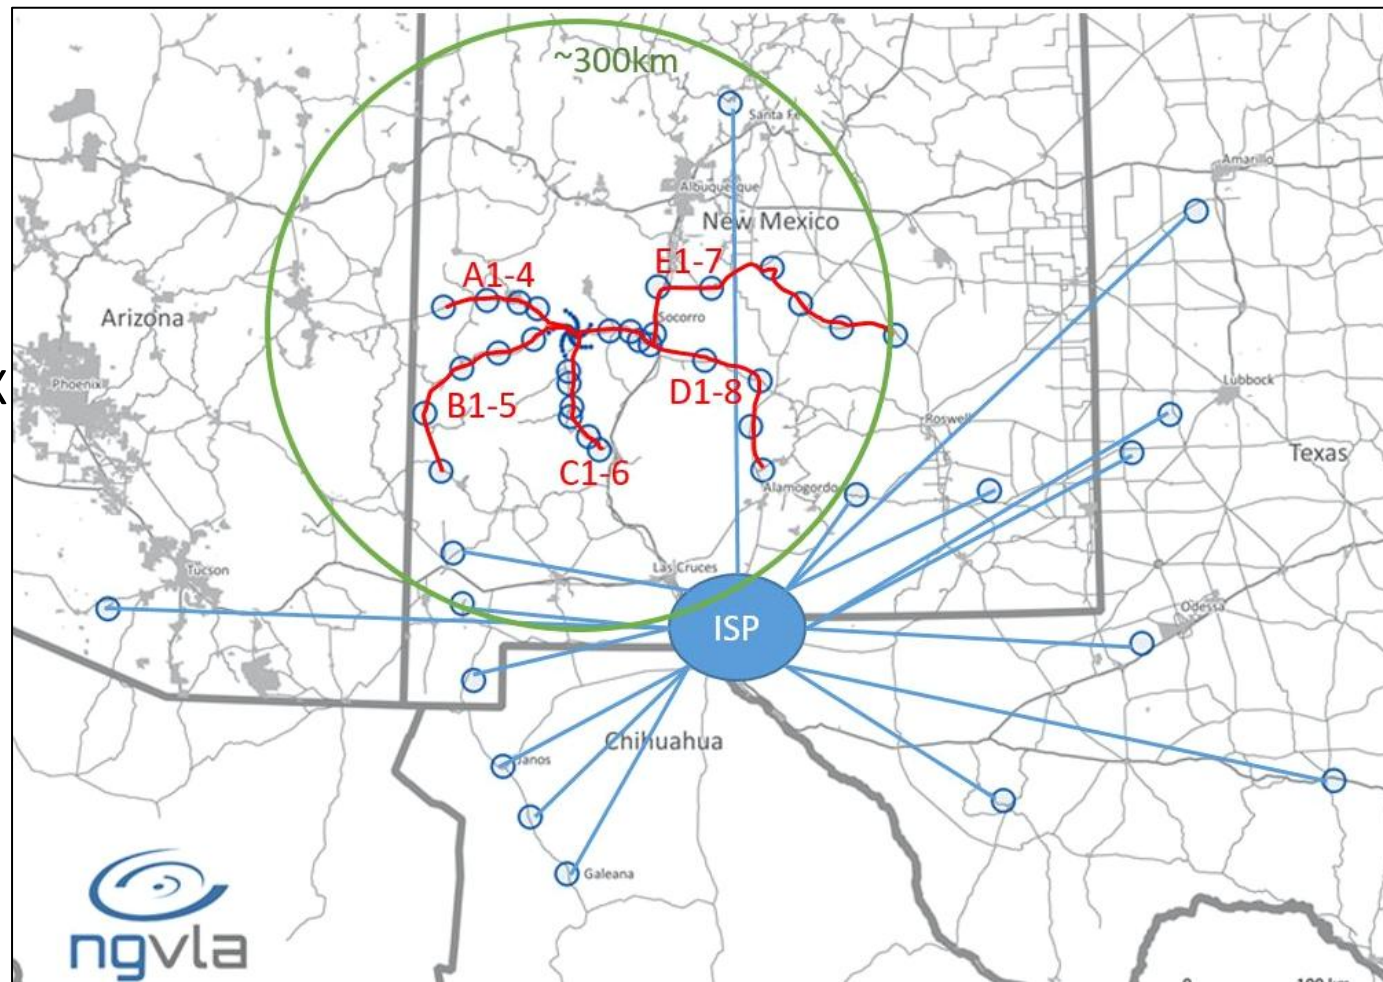 ~300km
Santa Fe
Amarillo
Albuquerque
New Mexico
E1-7
A1-4
Arizona
Socorro
X
Phoenix
B1-5
D1-8
Lubbock
Roswell
Texas
C1-6
Alamogordo
Tucson
Las Cruces
Odessa
ISP
Chihuahua
Janos
Galeana
ngvla